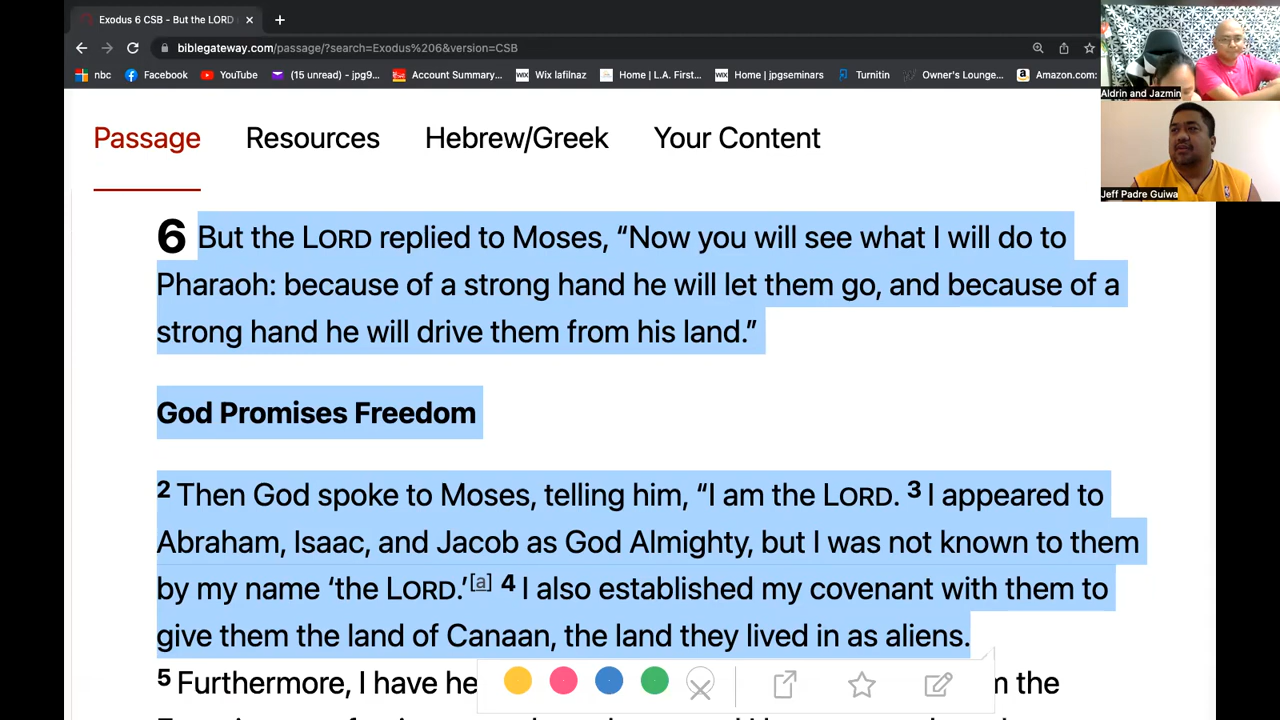 Exodus 6 CSB - But the LORD
biblegateway.com/passage/?search=Exodus%206&version=CSB
nbc Facebook YouTube (15 unread) - jpg9... Account Summary... Wix lafilnaz Home | L.A. First... Home | jpgseminars Turnitin Owner's Lounge... Amazon.com:
Aldrin and Jazmin
Jeff Padre Guiwa
Passage Resources Hebrew/Greek Your Content
6 But the LORD replied to Moses, “Now you will see what I will do to
Pharaoh: because of a strong hand he will let them go, and because of a
strong hand he will drive them from his land.”
God Promises Freedom
2 Then God spoke to Moses, telling him, “I am the LORD. 3 I appeared to
Abraham, Isaac, and Jacob as God Almighty, but I was not known to them
by my name ‘the LORD.’[a] 4 I also established my covenant with them to
give them the land of Canaan, the land they lived in as aliens.
5 Furthermore, I have he the